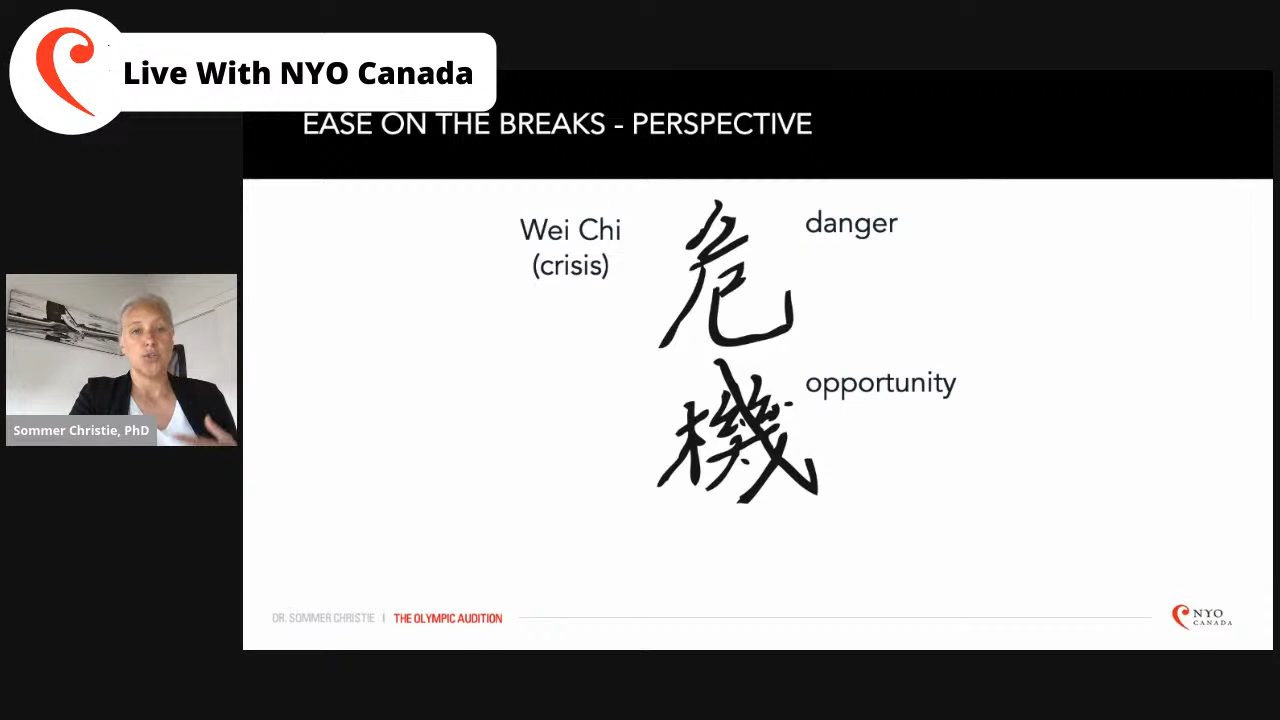 Live With NYO Canada
EASE ON THE BREAKS - PERSPECTIVE
Wei Chi
(crisis)
危
danger
機
opportunity
Sommer Christie, PhD
DR. SOMMER CHRISTIE | THE OLYMPIC AUDITION
NYO
CANADA